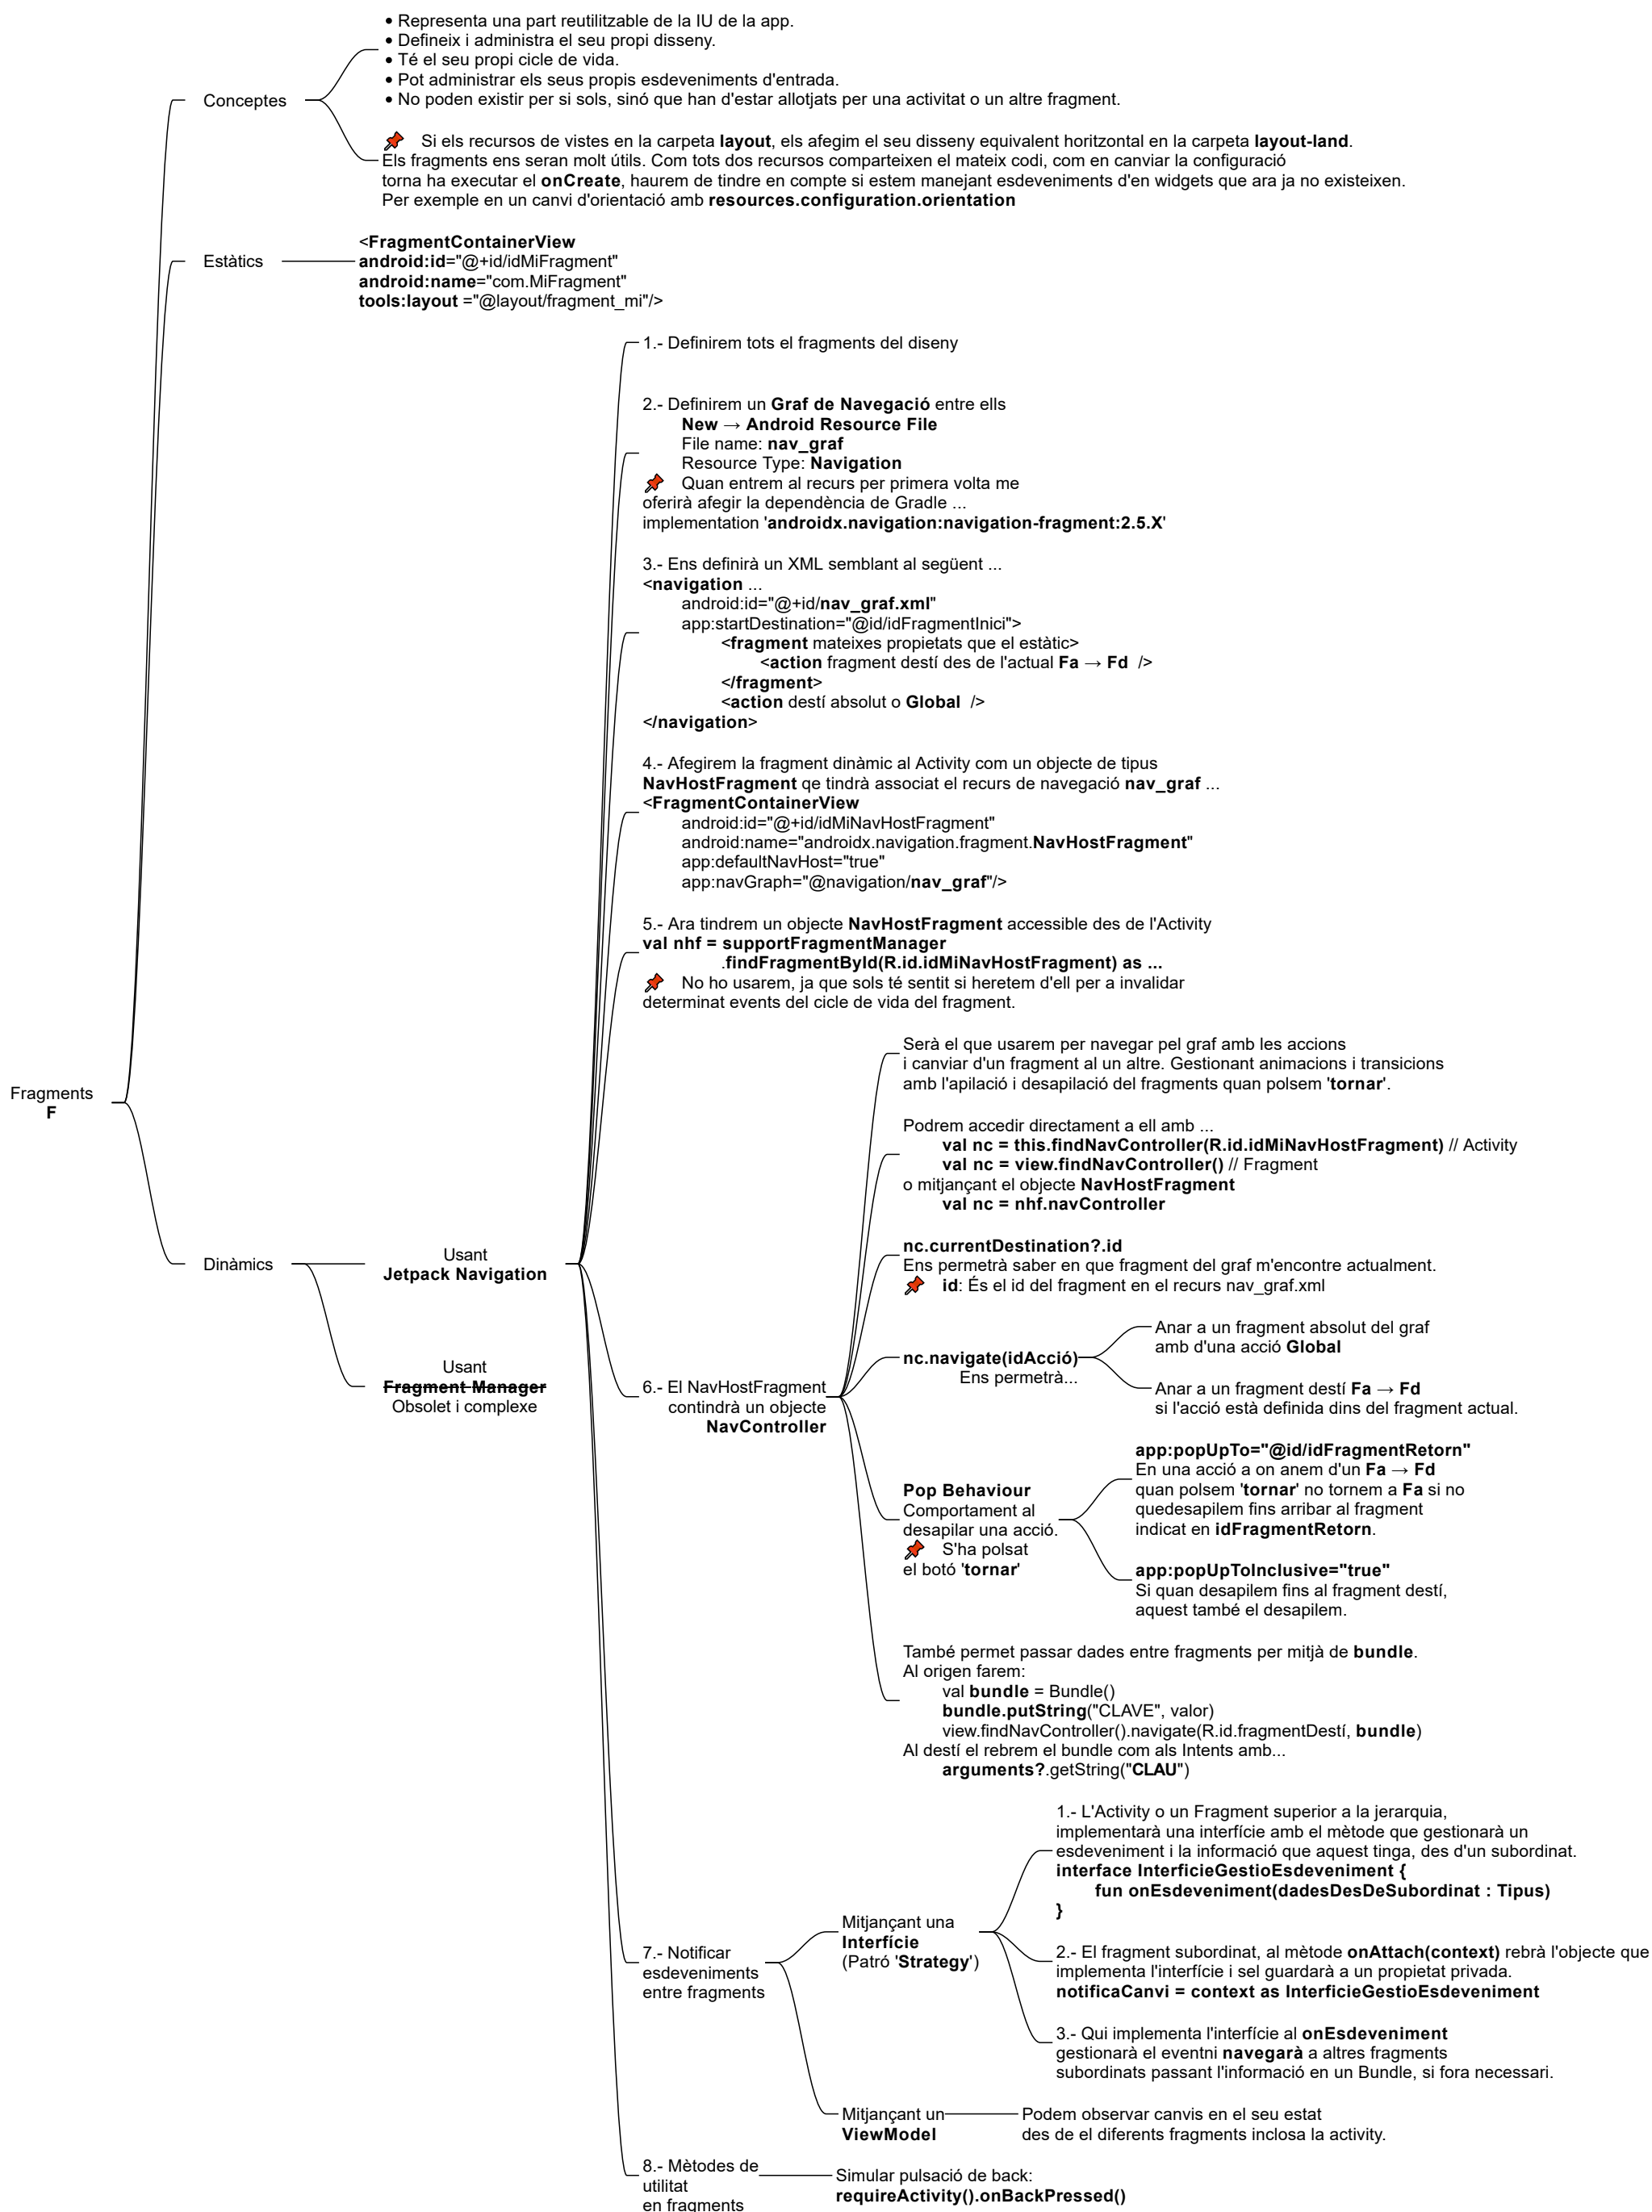 • Representa una part reutilitzable de la IU de la app.
• Defineix i administra el seu propi disseny.
• Té el seu propi cicle de vida.
• Pot administrar els seus propis esdeveniments d'entrada.
• No poden existir per si sols, sinó que han d'estar allotjats per una activitat o un altre fragment.
Conceptes
Si els recursos de vistes en la carpeta layout, els afegim el seu disseny equivalent horitzontal en la carpeta layout-land.
Els fragments ens seran molt útils. Com tots dos recursos comparteixen el mateix codi, com en canviar la configuració
torna ha executar el onCreate, haurem de tindre en compte si estem manejant esdeveniments d'en widgets que ara ja no existeixen.
Per exemple en un canvi d'orientació amb resources.configuration.orientation
Estàtics
<FragmentContainerView
android:id="@+id/idMiFragment"
android:name="com.MiFragment"
tools:layout ="@layout/fragment_mi"/>
1.- Definirem tots el fragments del diseny
2.- Definirem un Graf de Navegació entre ells
New → Android Resource File
File name: nav_graf
Resource Type: Navigation
Quan entrem al recurs per primera volta me
oferirà afegir la dependència de Gradle ...
implementation 'androidx.navigation:navigation-fragment:2.5.X'
3.- Ens definirà un XML semblant al següent ...
<navigation ...
android:id="@+id/nav_graf.xml"
app:startDestination="@id/idFragmentInici">
<fragment mateixes propietats que el estàtic>
<action fragment destí des de l'actual Fa → Fd />
</fragment>
<action destí absolut o Global />
</navigation>
4.- Afegirem la fragment dinàmic al Activity com un objecte de tipus
NavHostFragment qe tindrà associat el recurs de navegació nav_graf ...
<FragmentContainerView
android:id="@+id/idMiNavHostFragment"
android:name="androidx.navigation.fragment.NavHostFragment"
app:defaultNavHost="true"
app:navGraph="@navigation/nav_graf"/>
5.- Ara tindrem un objecte NavHostFragment accessible des de l'Activity
val nhf = supportFragmentManager
.findFragmentById(R.id.idMiNavHostFragment) as ...
No ho usarem, ja que sols té sentit si heretem d'ell per a invalidar
determinat events del cicle de vida del fragment.
Fragments
F
Dinàmics
Usant
Jetpack Navigation
Usant
Fragment Manager
Obsolet i complexe
6.- El NavHostFragment
contindrà un objecte
NavController
Serà el que usarem per navegar pel graf amb les accions
i canviar d'un fragment al un altre. Gestionant animacions i transicions
amb l'apilació i desapilació del fragments quan polsem 'tornar'.
Podrem accedir directament a ell amb ...
val nc = this.findNavController(R.id.idMiNavHostFragment) // Activity
val nc = view.findNavController() // Fragment
o mitjançant el objecte NavHostFragment
val nc = nhf.navController
nc.currentDestination?.id
Ens permetrà saber en que fragment del graf m'encontre actualment.
id: És el id del fragment en el recurs nav_graf.xml
nc.navigate(idAcció)
Ens permetrà...
Anar a un fragment absolut del graf
amb d'una acció Global
Anar a un fragment destí Fa → Fd
si l'acció està definida dins del fragment actual.
Pop Behaviour
Comportament al
desapilar una acció.
S'ha polsat
el botó 'tornar'
app:popUpTo="@id/idFragmentRetorn"
En una acció a on anem d'un Fa → Fd
quan polsem 'tornar' no tornem a Fa si no
quedesapilem fins arribar al fragment
indicat en idFragmentRetorn.
app:popUpToInclusive="true"
Si quan desapilem fins al fragment destí,
aquest també el desapilem.
També permet passar dades entre fragments per mitjà de bundle.
Al origen farem:
val bundle = Bundle()
bundle.putString("CLAVE", valor)
view.findNavController().navigate(R.id.fragmentDestí, bundle)
Al destí el rebrem el bundle com als Intents amb...
arguments?.getString("CLAU")
7.- Notificar
esdeveniments
entre fragments
Mitjançant una
Interfície
(Patró 'Strategy')
1.- L'Activity o un Fragment superior a la jerarquia,
implementarà una interfície amb el mètode que gestionarà un
esdeveniment i la informació que aquest tinga, des d'un subordinat.
interface InterficieGestioEsdeveniment {
fun onEsdeveniment(dadesDesDeSubordinat : Tipus)
}
2.- El fragment subordinat, al mètode onAttach(context) rebrà l'objecte que
implementa l'interfície i sel guardarà a un propietat privada.
notificaCanvi = context as InterficieGestioEsdeveniment
3.- Qui implementa l'interfície al onEsdeveniment
gestionarà el eventni navegarà a altres fragments
subordinats passant l'informació en un Bundle, si fora necessari.
Mitjançant un
ViewModel
Podem observar canvis en el seu estat
des de el diferents fragments inclosa la activity.
8.- Mètodes de
utilitat
en fragments
Simular pulsació de back:
requireActivity().onBackPressed()